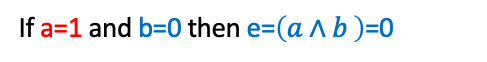 If a=1 and b=0 then e=(a ∧ b )=0